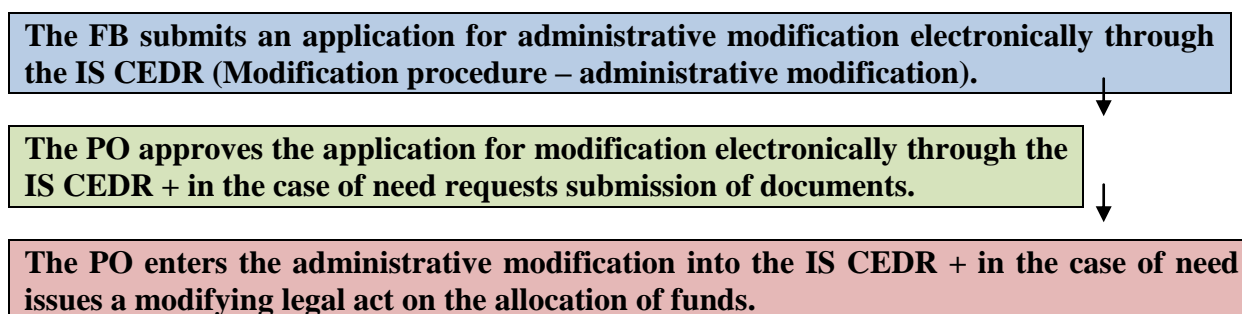 The FB submits an application for administrative modification electronically through
the IS CEDR (Modification procedure – administrative modification).
The PO approves the application for modification electronically through the
IS CEDR + in the case of need requests submission of documents.
The PO enters the administrative modification into the IS CEDR + in the case of need
issues a modifying legal act on the allocation of funds.